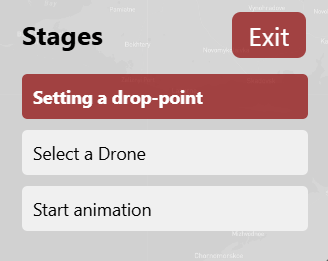 Stages
Exit
Setting a drop-point
Select a Drone
Start animation